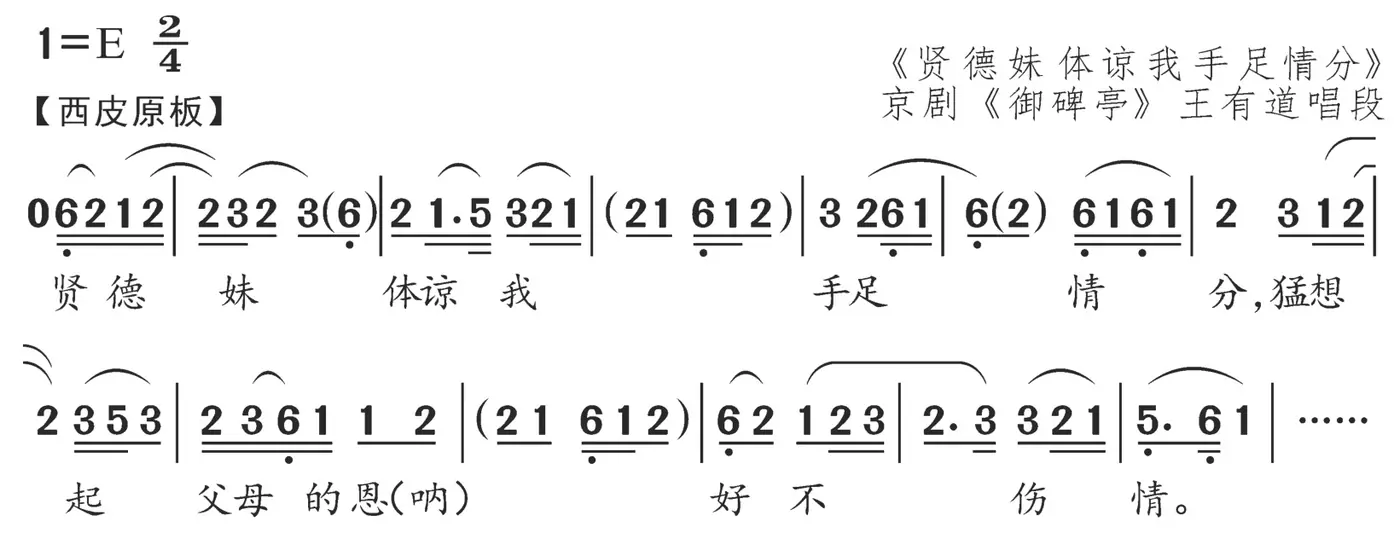 1=E 2/4
《贤德妹体谅我手足情分》
【西皮原板】
京剧《御碑亭》王有道唱段
06212 | 232 3(6) | 2 1.5 321 | (21 612) | 3 261 | 6(2) 6161 | 2 3 12 |
贤德 妹 体谅 我 手足 情 分,猛想
2 353 | 2361 1 2 | (21 612) | 62 123 | 2. 3 321 | 5. 6 1 | ……
起 父母 的恩(呐) 好 不 伤 情。